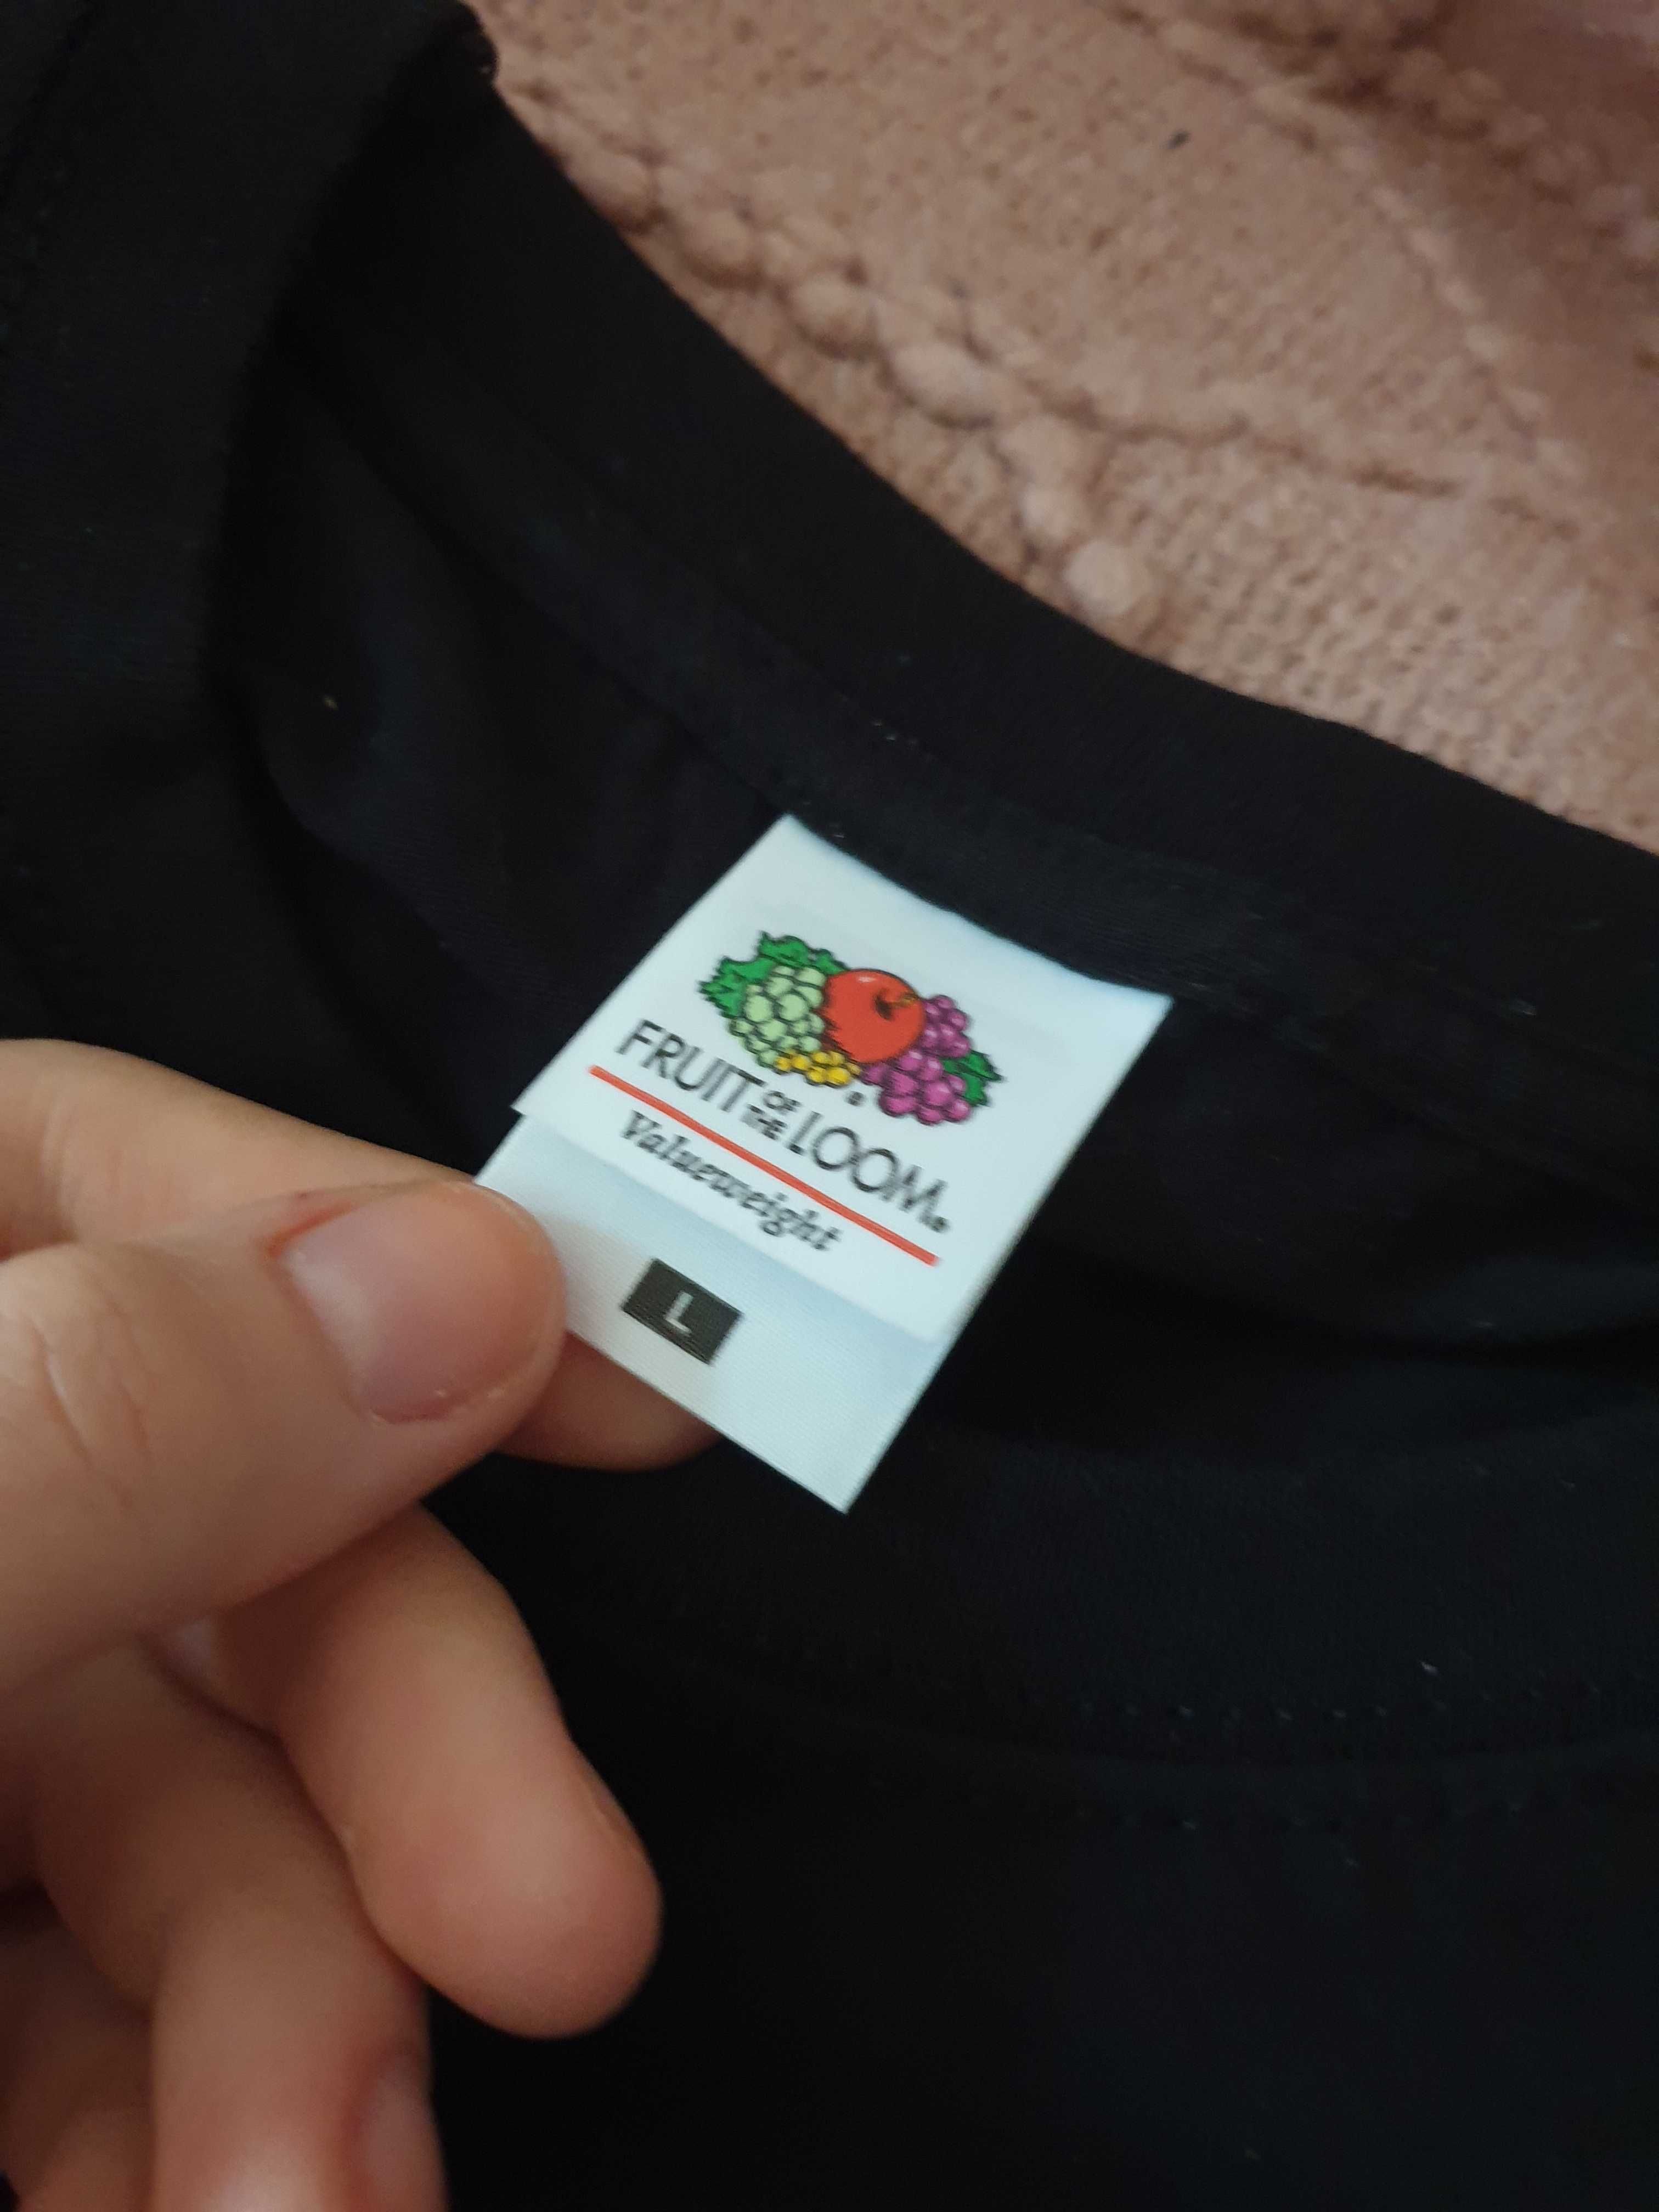 FRUIT OF THE LOOM®
Valueweight
L